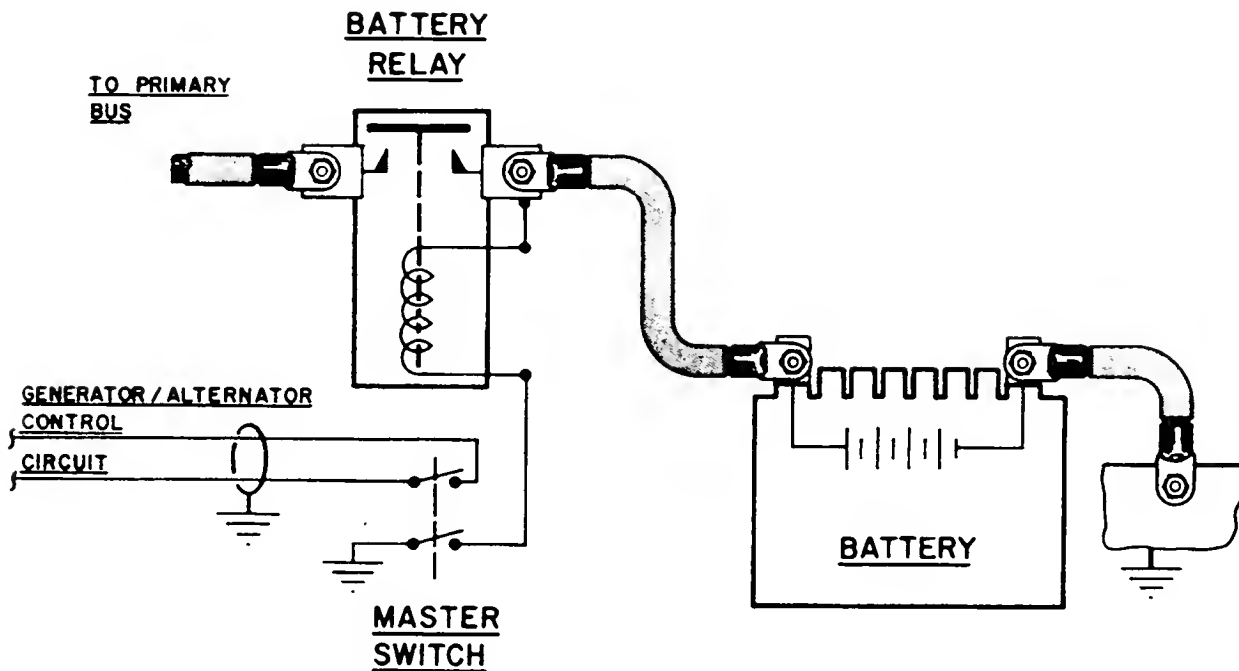 BATTERY
RELAY
TO PRIMARY
BUS
GENERATOR/ALTERNATOR
CONTROL
CIRCUIT
BATTERY
MASTER
SWITCH